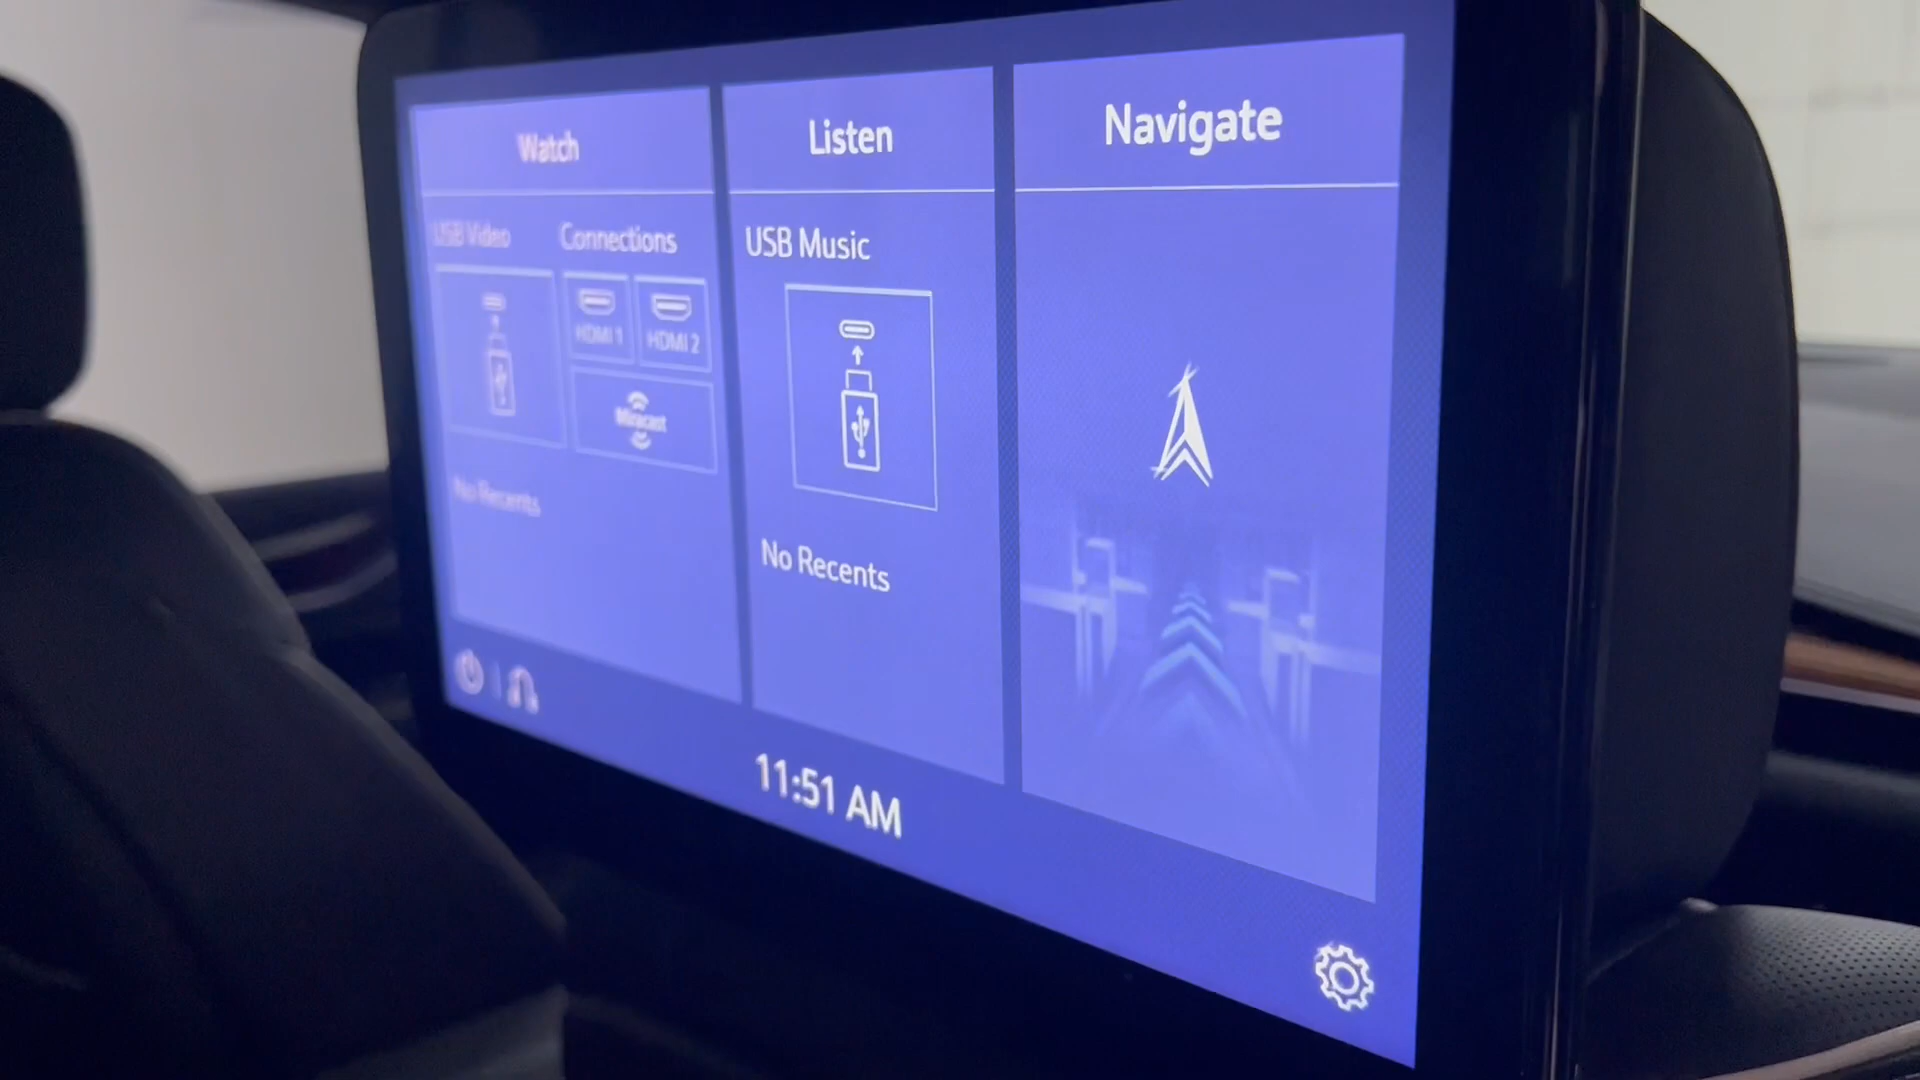 Watch
USB Video
Connections
HDMI 1
HDMI 2
Miracast
No Recents
Listen
USB Music
No Recents
Navigate
11:51 AM